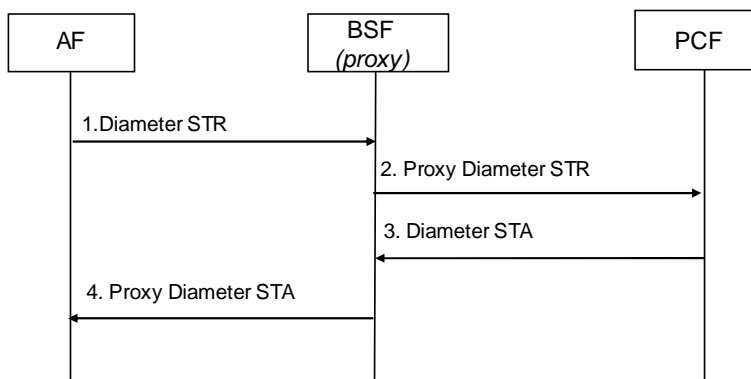 AF
BSF
(proxy)
PCF
1.Diameter STR
2. Proxy Diameter STR
3. Diameter STA
4. Proxy Diameter STA